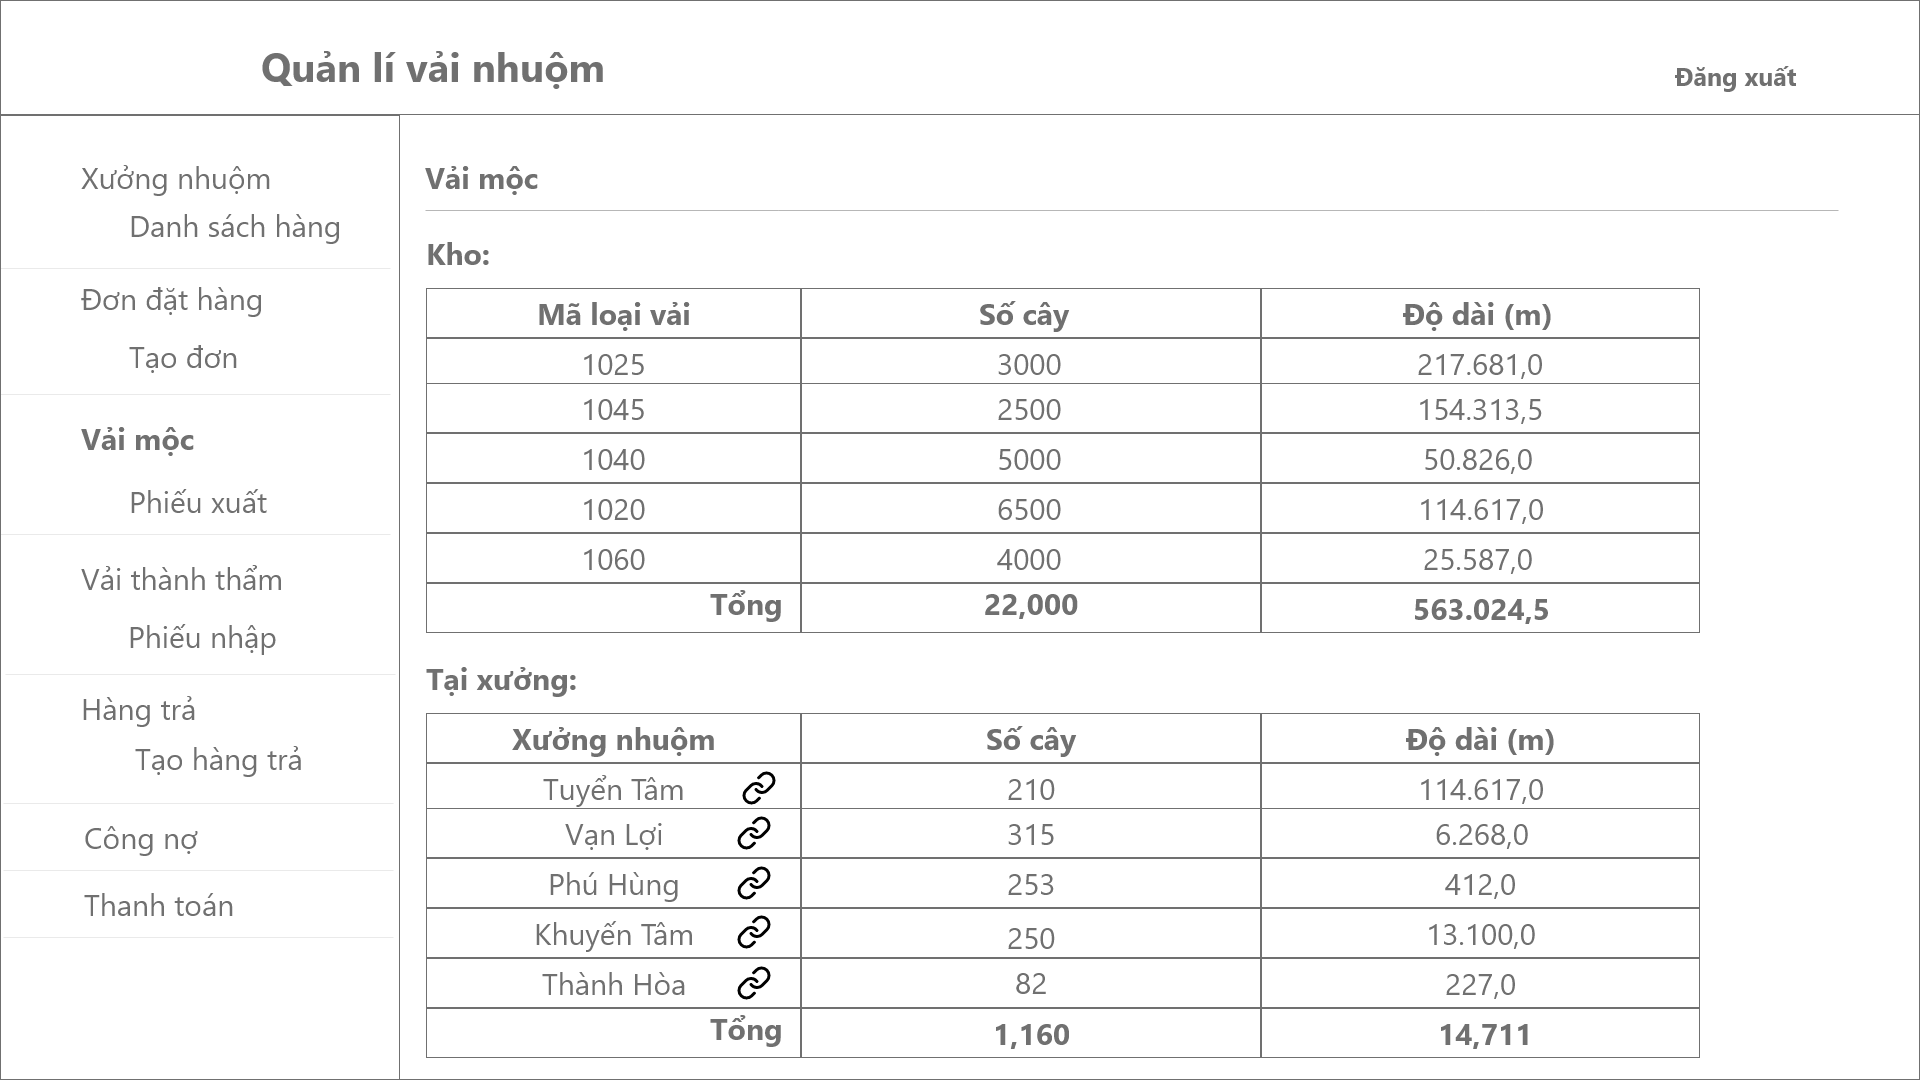 Quản lí vải nhuộm
Đăng xuất
Xưởng nhuộm
Danh sách hàng
Đơn đặt hàng
Tạo đơn
Vải mộc
Phiếu xuất
Vải thành thẩm
Phiếu nhập
Hàng trả
Tạo hàng trả
Công nợ
Thanh toán
Vải mộc
Kho:
Mã loại vải Số cây Độ dài (m)
1025 3000 217.681,0
1045 2500 154.313,5
1040 5000 50.826,0
1020 6500 114.617,0
1060 4000 25.587,0
Tổng 22,000 563.024,5
Tại xưởng:
Xưởng nhuộm Số cây Độ dài (m)
Tuyển Tâm 210 114.617,0
Vạn Lợi 315 6.268,0
Phú Hùng 253 412,0
Khuyến Tâm 250 13.100,0
Thành Hòa 82 227,0
Tổng 1,160 14,711